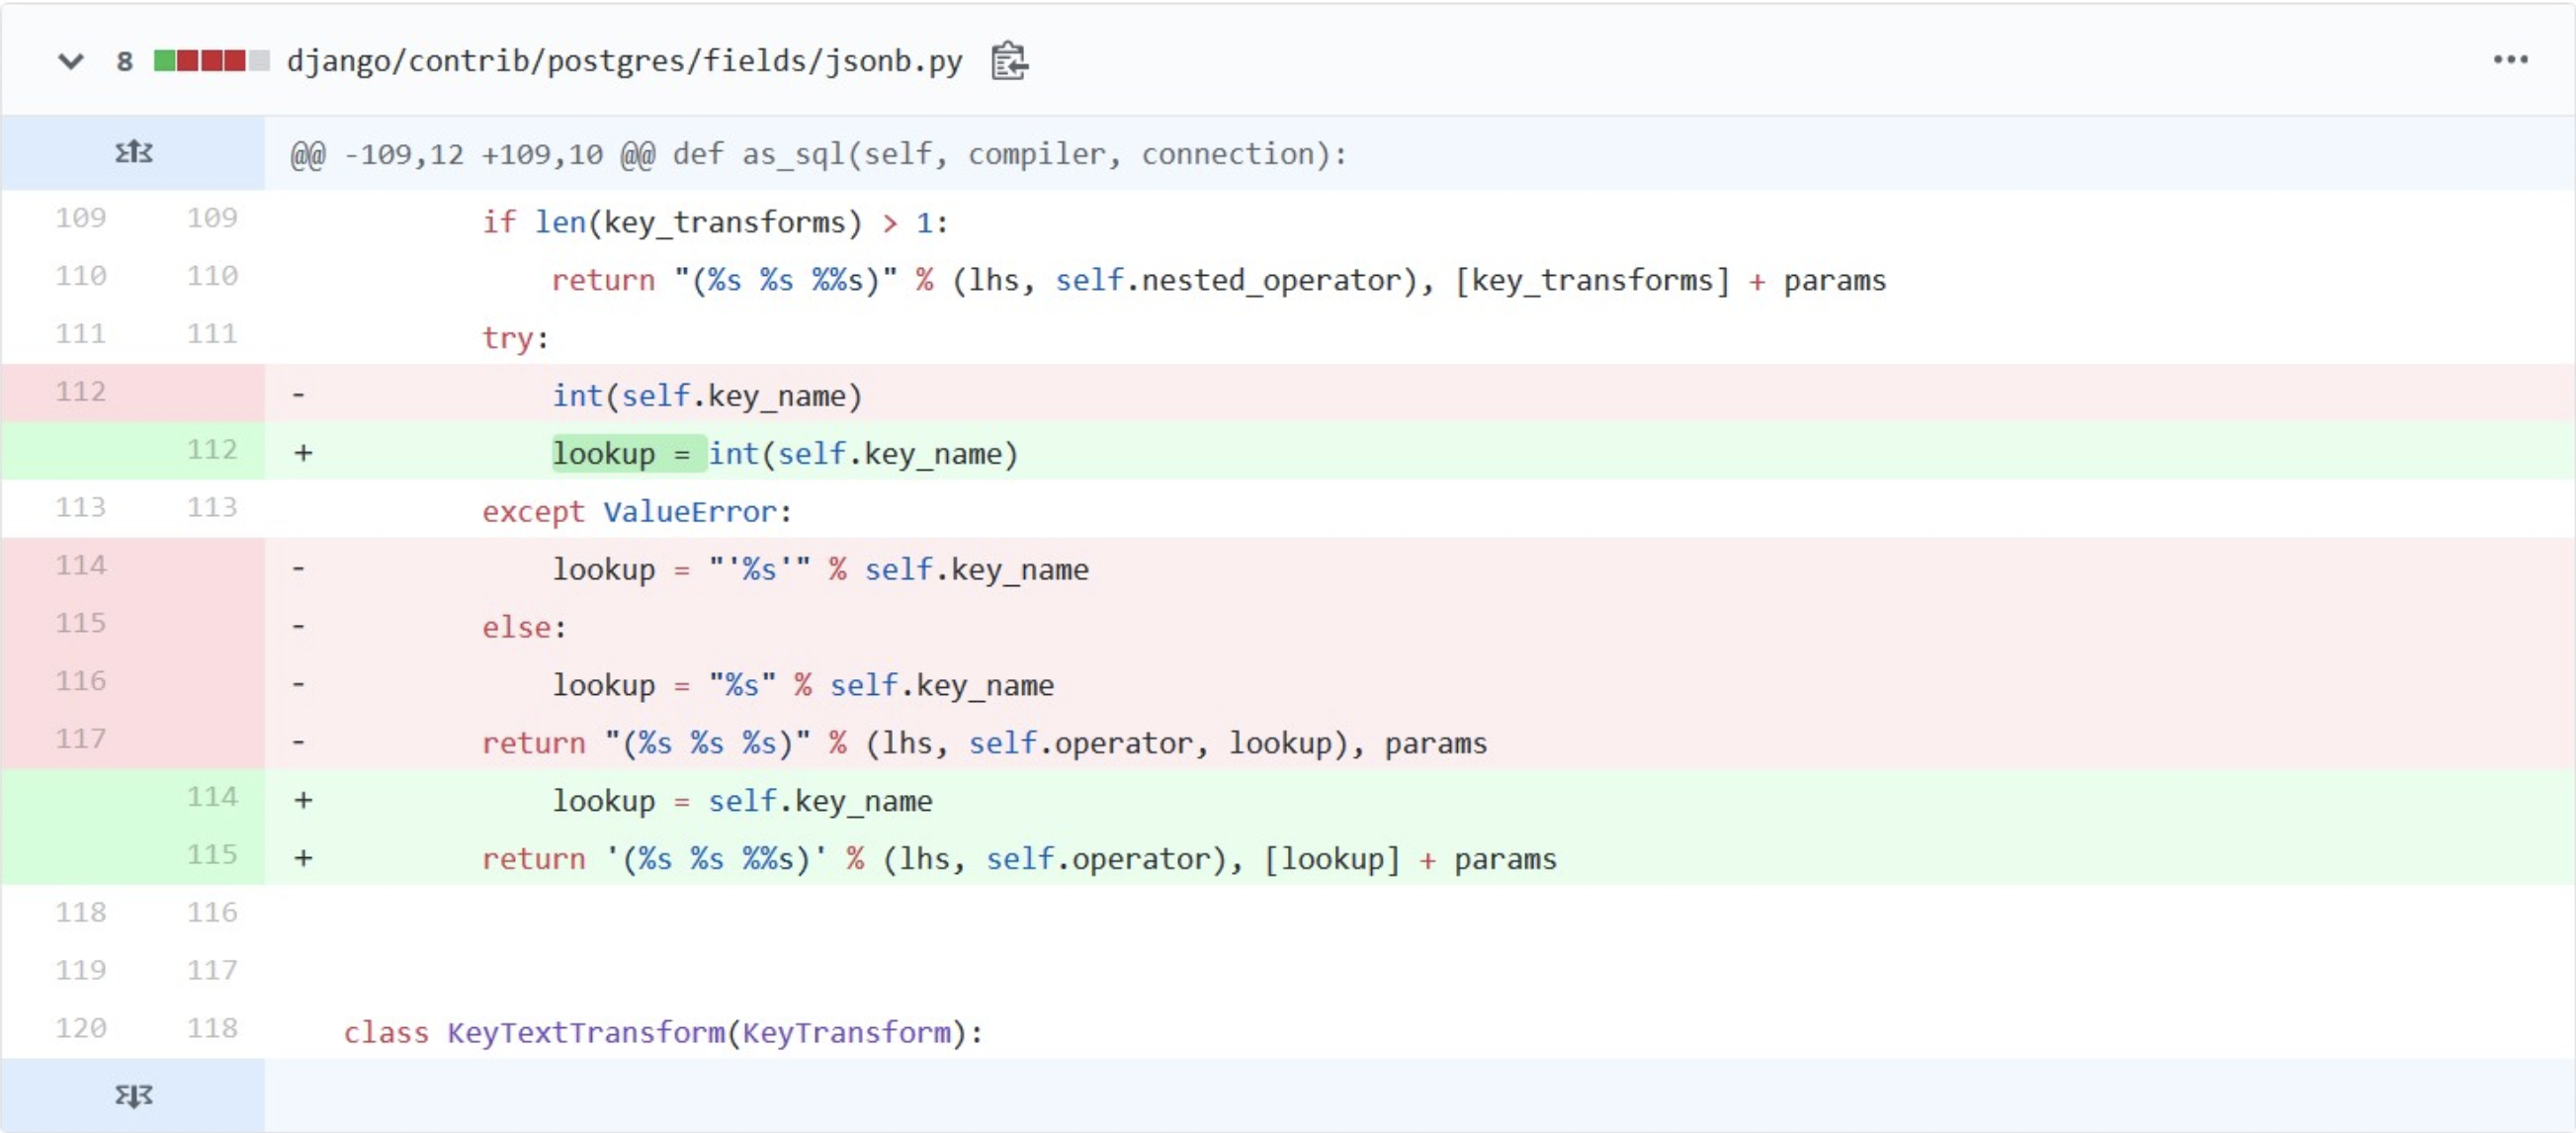 8 django/contrib/postgres/fields/jsonb.py ...
@@ -109,12 +109,10 @@ def as_sql(self, compiler, connection):
109 109 if len(key_transforms) > 1:
110 110 return "(%s %s %%s)" % (lhs, self.nested_operator), [key_transforms] + params
111 111 try:
112 - int(self.key_name)
112 + lookup = int(self.key_name)
113 113 except ValueError:
114 - lookup = "'%s'" % self.key_name
115 - else:
116 - lookup = "%s" % self.key_name
117 - return "(%s %s %s)" % (lhs, self.operator, lookup), params
114 + lookup = self.key_name
115 + return '(%s %s %%s)' % (lhs, self.operator), [lookup] + params
118 116
119 117
120 118 class KeyTextTransform(KeyTransform):